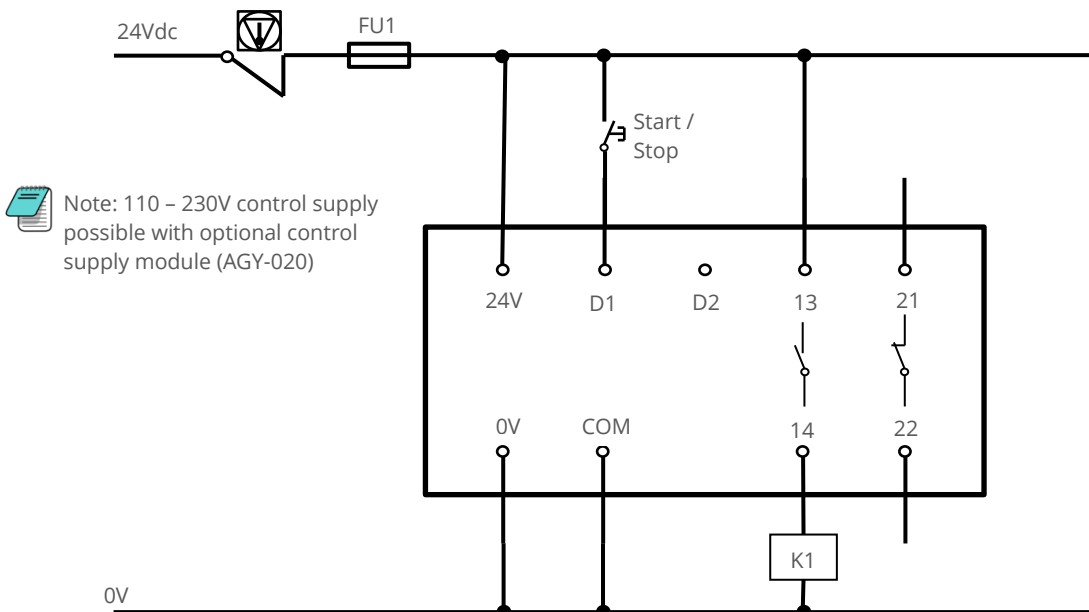 24Vdc
FU1
Start /
Stop
Note: 110 – 230V control supply
possible with optional control
supply module (AGY-020)
24V
D1
D2
13
21
0V
COM
14
22
K1
0V